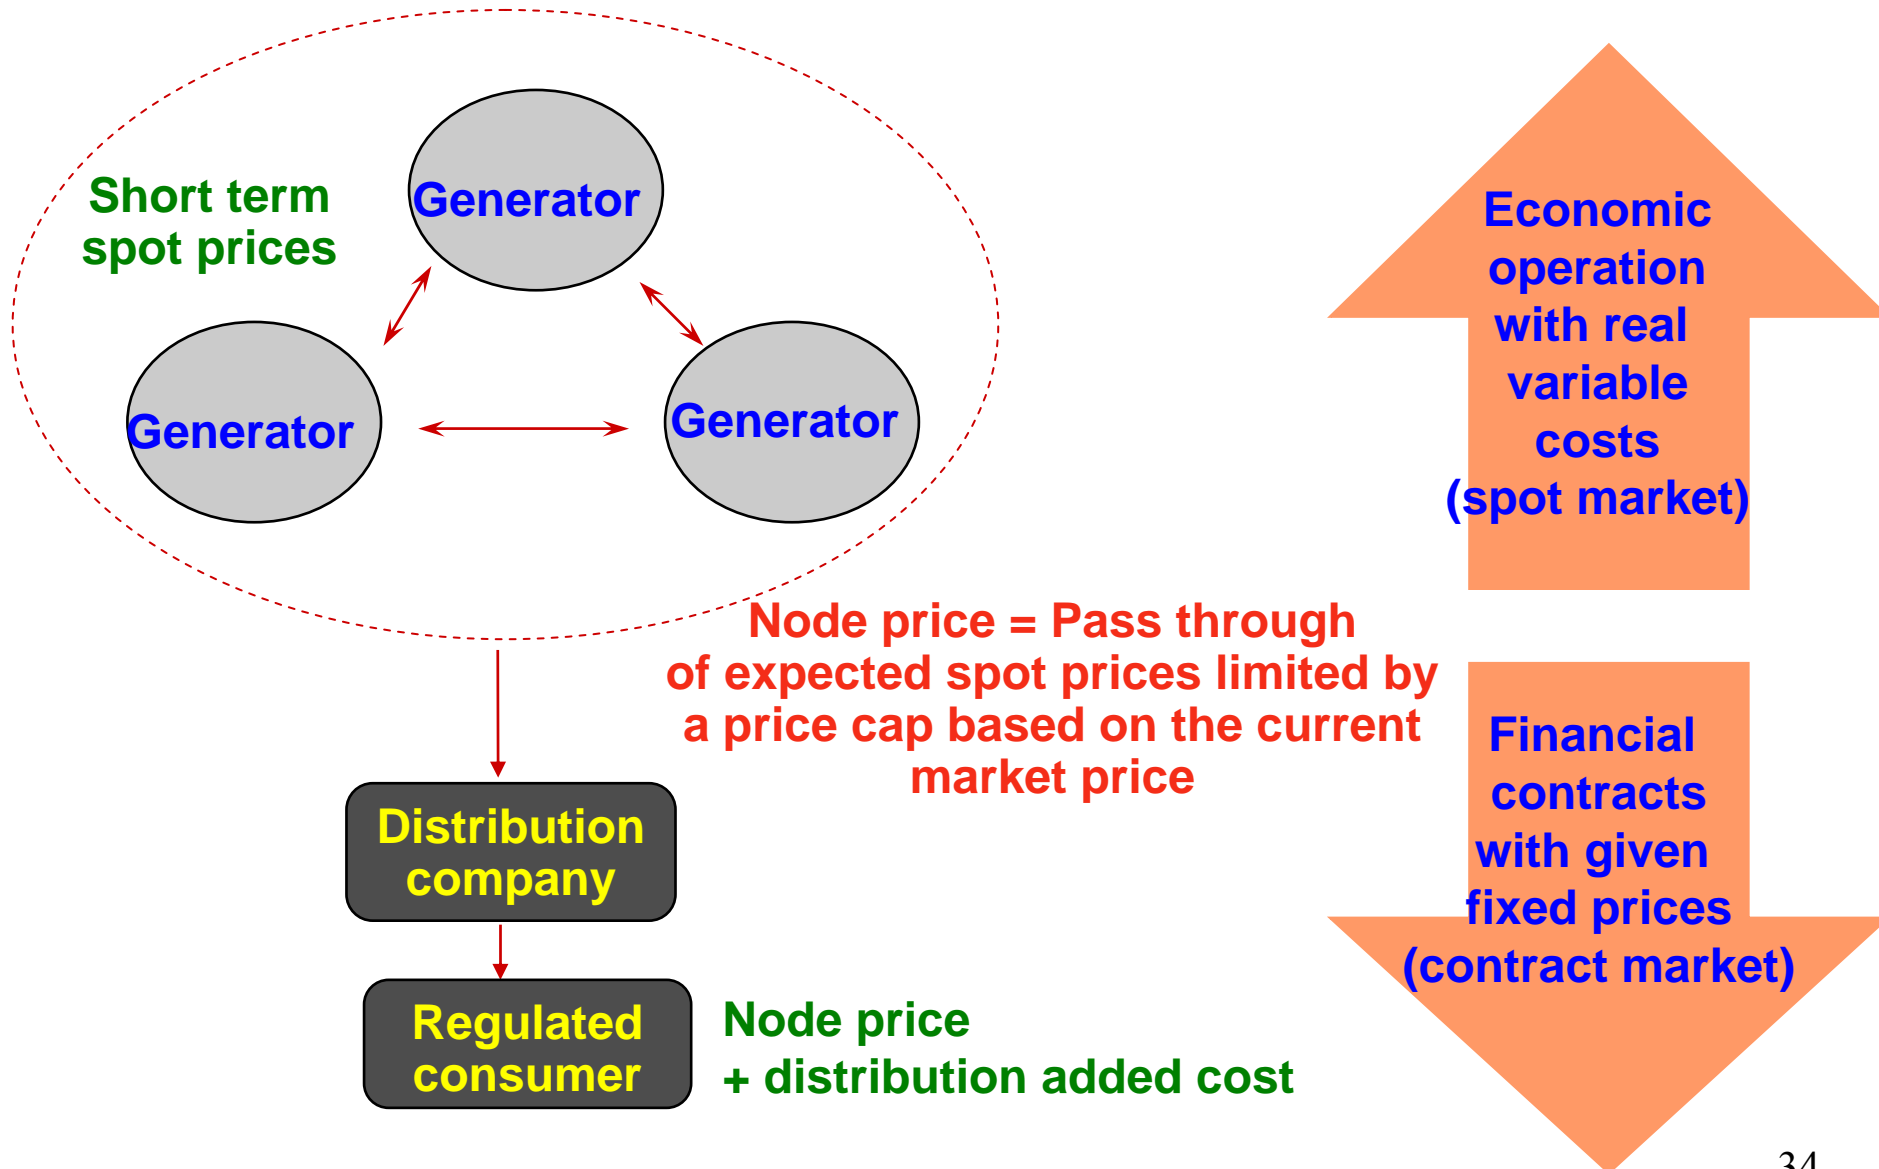 Short term
spot prices
Generator
Generator
Generator
Economic
operation
with real
variable
costs
(spot market)
Node price = Pass through
of expected spot prices limited by
a price cap based on the current
market price
Financial
contracts
with given
fixed prices
(contract market)
Distribution
company
Regulated
consumer
Node price
+ distribution added cost
34